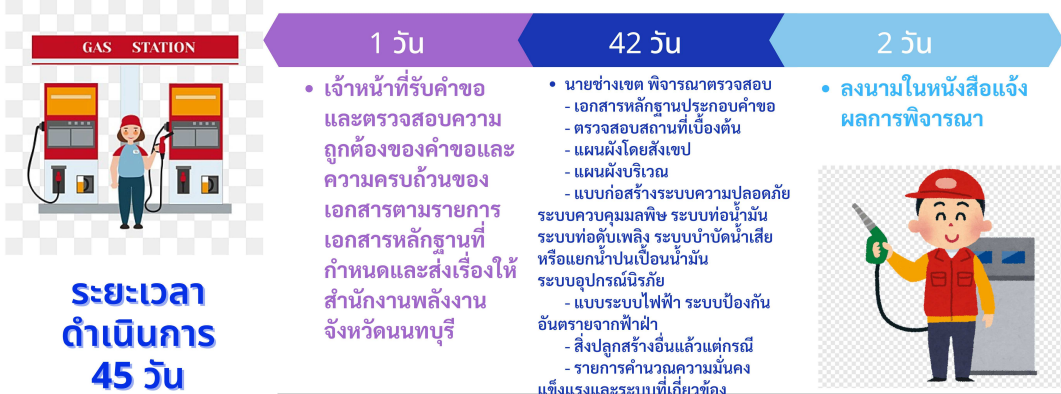 GAS STATION
ระยะเวลา
ดำเนินการ
45 วัน
1 วัน
• เจ้าหน้าที่รับคำขอ
และตรวจสอบความ
ถูกต้องของคำขอและ
ความครบถ้วนของ
เอกสารตามรายการ
เอกสารหลักฐานที่
กำหนดและส่งเรื่องให้
สำนักงานพลังงาน
จังหวัดนนทบุรี
42 วัน
• นายช่างเขต พิจารณาตรวจสอบ
- เอกสารหลักฐานประกอบคำขอ
- ตรวจสอบสถานที่เบื้องต้น
- แผนผังโดยสังเขป
- แผนผังบริเวณ
- แบบก่อสร้างระบบความปลอดภัย
ระบบควบคุมมลพิษ ระบบท่อน้ำมัน
ระบบท่อดับเพลิง ระบบบำบัดน้ำเสีย
หรือแยกน้ำปนเปื้อนน้ำมัน
ระบบอุปกรณ์นิรภัย
- แบบระบบไฟฟ้า ระบบป้องกัน
อันตรายจากฟ้าผ่า
- สิ่งปลูกสร้างอื่นแล้วแต่กรณี
- รายการคำนวณความมั่นคง
แข็งแรงและระบบที่เกี่ยวข้อง
2 วัน
• ลงนามในหนังสือแจ้ง
ผลการพิจารณา